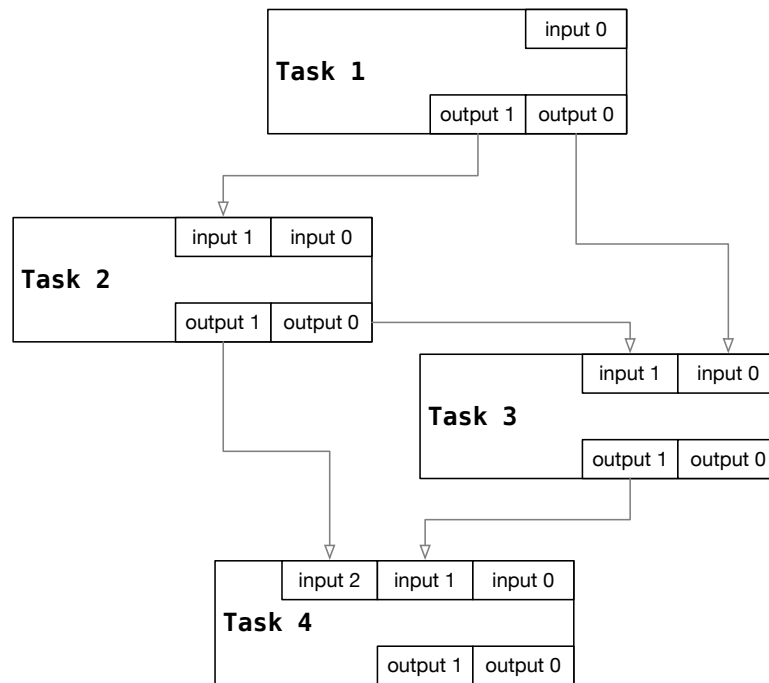 input 0
Task 1
output 1 output 0
input 1 input 0
Task 2
output 1 output 0
input 1 input 0
Task 3
output 1 output 0
input 2 input 1 input 0
Task 4
output 1 output 0